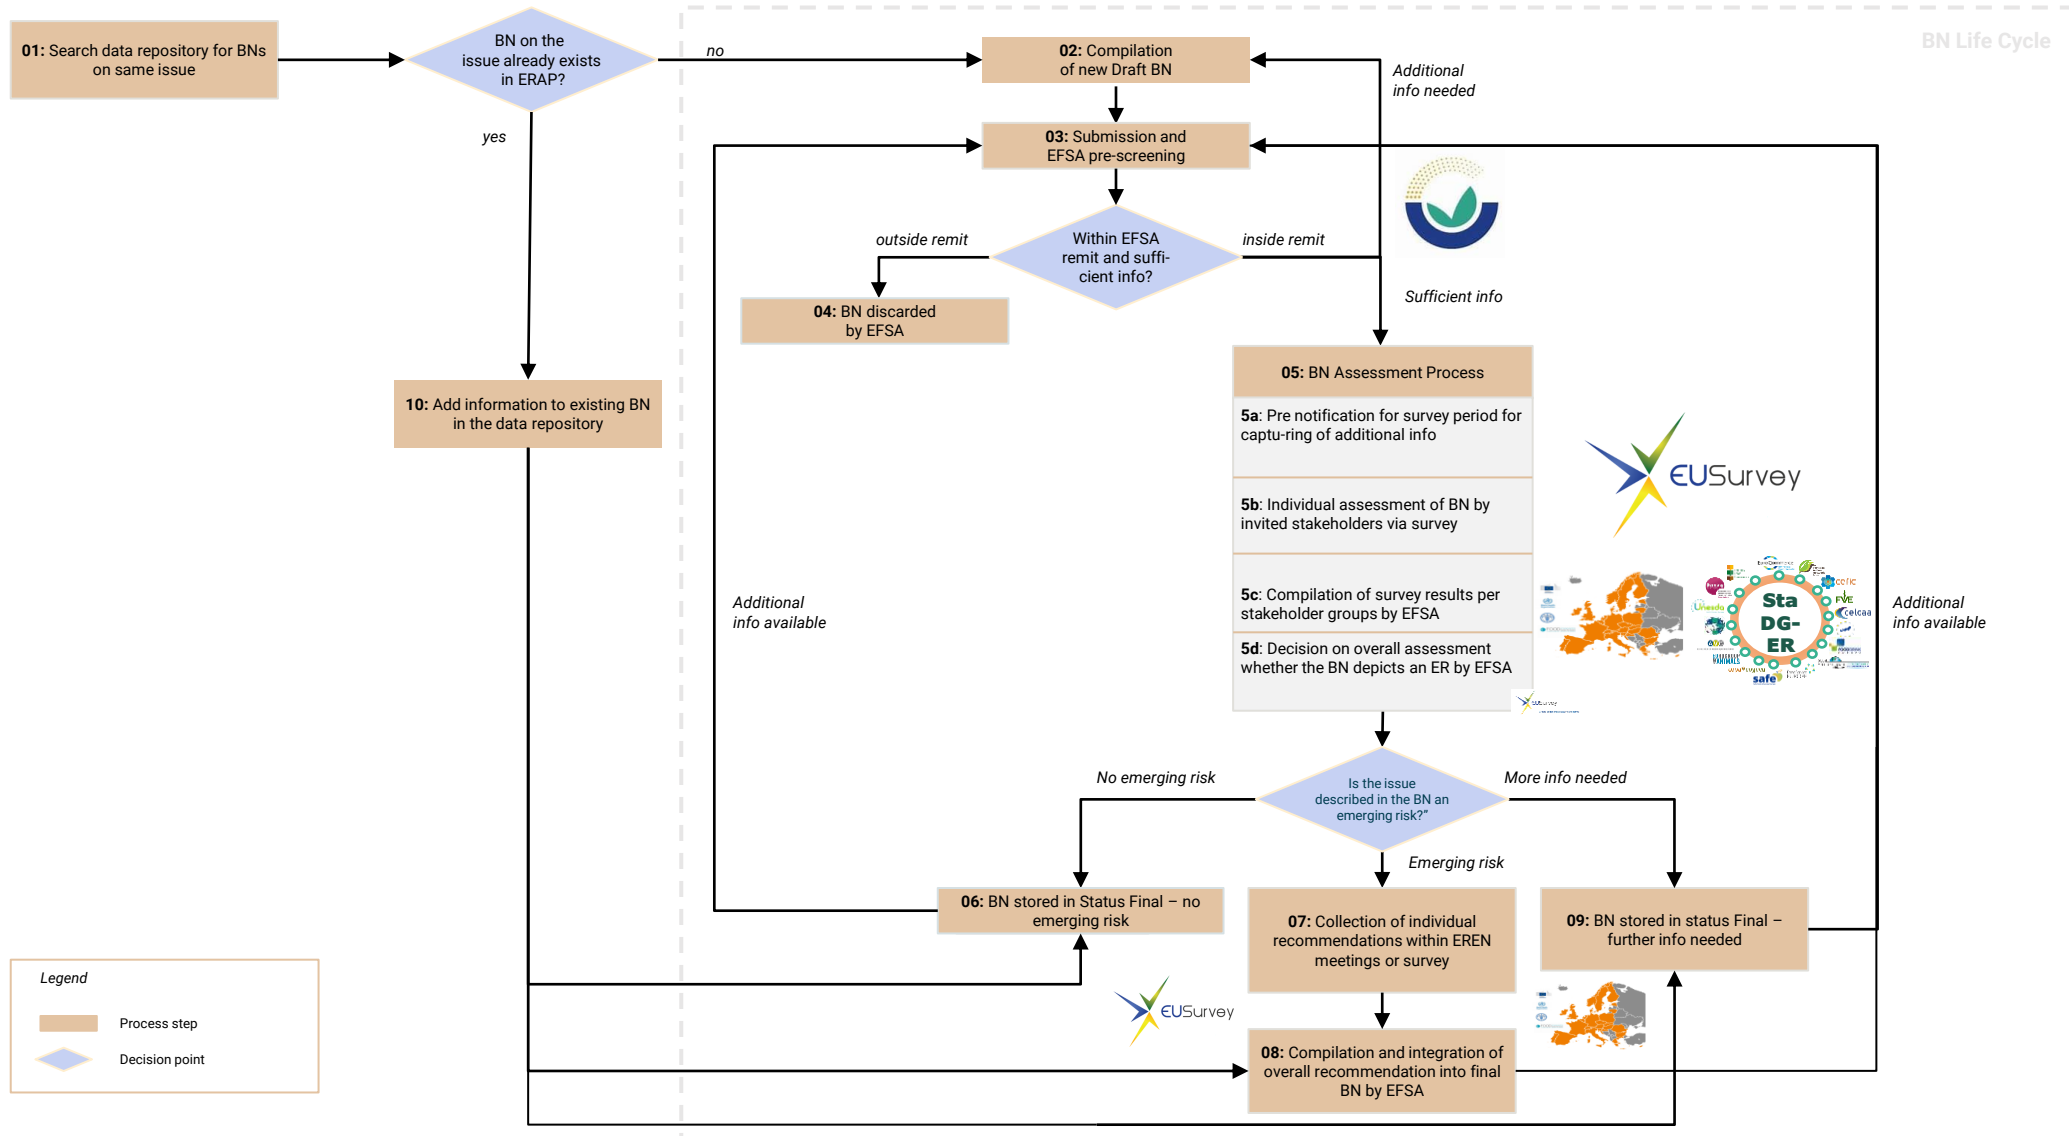 BN Life Cycle
01: Search data repository for BNs
on same issue
BN on the
issue already exists
in ERAP?
no
yes
02: Compilation
of new Draft BN
Additional
info needed
03: Submission and
EFSA pre-screening
outside remit
Within EFSA
remit and suffi-
cient info?
inside remit
Sufficient info
04: BN discarded
by EFSA
05: BN Assessment Process
5a: Pre notification for survey period for
captu-ring of additional info
5b: Individual assessment of BN by
invited stakeholders via survey
5c: Compilation of survey results per
stakeholder groups by EFSA
5d: Decision on overall assessment
whether the BN depicts an ER by EFSA
EUSurvey
Sta
DG-
ER
cefic
FVE
celcaa
safe
EUSurvey
10: Add information to existing BN
in the data repository
Additional
info available
Additional
info available
No emerging risk
Is the issue
described in the BN an
emerging risk?"
More info needed
Emerging risk
06: BN stored in Status Final – no
emerging risk
07: Collection of individual
recommendations within EREN
meetings or survey
09: BN stored in status Final –
further info needed
EUSurvey
08: Compilation and integration of
overall recommendation into final
BN by EFSA
Legend
Process step
Decision point